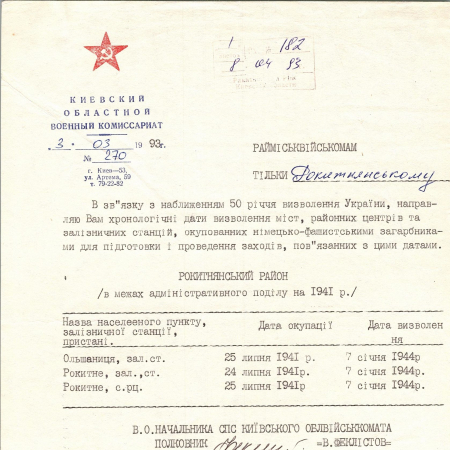 1 182
8 04 93
КИЕВСКИЙ
ОБЛАСТНОЙ
ВОЕННЫЙ КОМИССАРИАТ
3. 03 1993г.
№ 270
г. Киев—53,
ул. Артема, 59
т. 79-22-82
РАЙМІСЬКВІЙСЬКОМАМ
ТІЛЬКИ Рокитнянському
В зв"язку з наближенням 50 річчя визволення України, направ-
ляю Вам хронологічні дати визволення міст, районних центрів та
залізничних станцій, окупованих німецько-фашистськими загарбника-
ми для підготовки і проведення заходів, пов"язанних з цими датами.
РОКИТНЯНСЬКИЙ РАЙОН
/в межах адміністративного поділу на 1941 р./
Назва населееного пункту, Дата окупації Дата визволен
залізничної станції, ня
пристані.
Ольшаниця, зал.ст. 25 липня 1941 р. 7 січня 1944р
Рокитне, зал.,ст. 24 липня 1941р 7 січня 1944р.
Рокитне, с.рц. 25 липня 1941р 7 січня 1944р
В.О.НАЧАЛЬНИКА СПС КИЇВСЬКОГО ОБЛВІЙСЬККОМАТА
ПОЛКОВНИК =В.ФЕКЛІСТОВ=